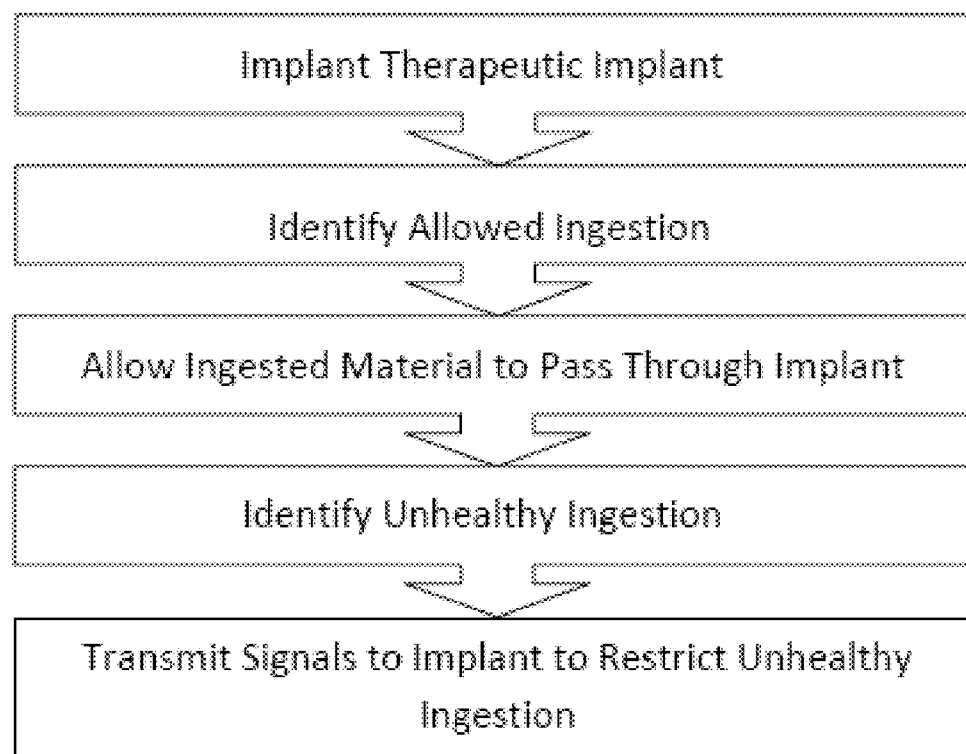 Implant Therapeutic Implant
Identify Allowed Ingestion
Allow Ingested Material to Pass Through Implant
Identify Unhealthy Ingestion
Transmit Signals to Implant to Restrict Unhealthy
Ingestion